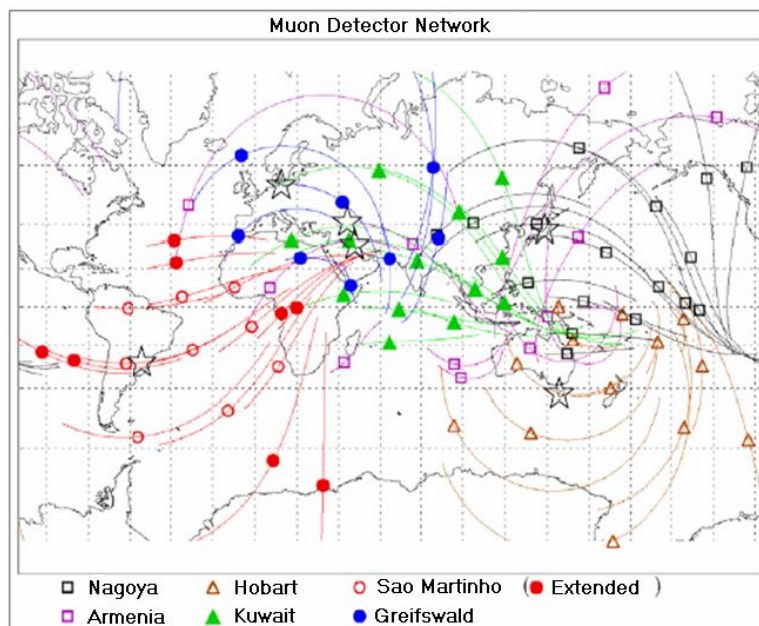 Muon Detector Network
Nagoya Hobart Sao Martinho ( Extended )
Armenia Kuwait Greifswald